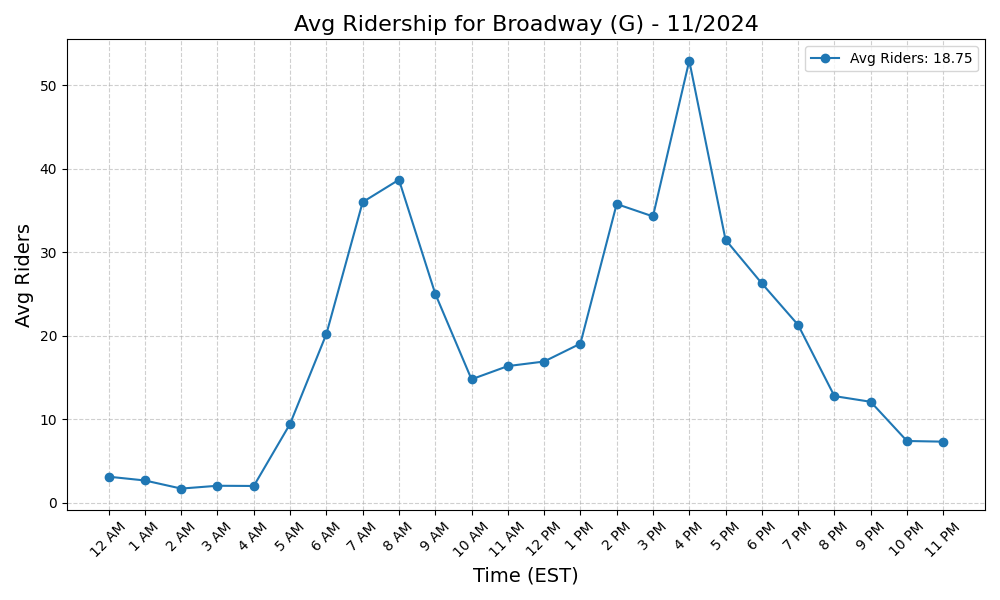 Avg Ridership for Broadway (G) - 11/2024
Avg Riders: 18.75
Avg Riders
50
40
30
20
10
0
12 AM
1 AM
2 AM
3 AM
4 AM
5 AM
6 AM
7 AM
8 AM
9 AM
10 AM
11 AM
12 PM
1 PM
2 PM
3 PM
4 PM
5 PM
6 PM
7 PM
8 PM
9 PM
10 PM
11 PM
Time (EST)